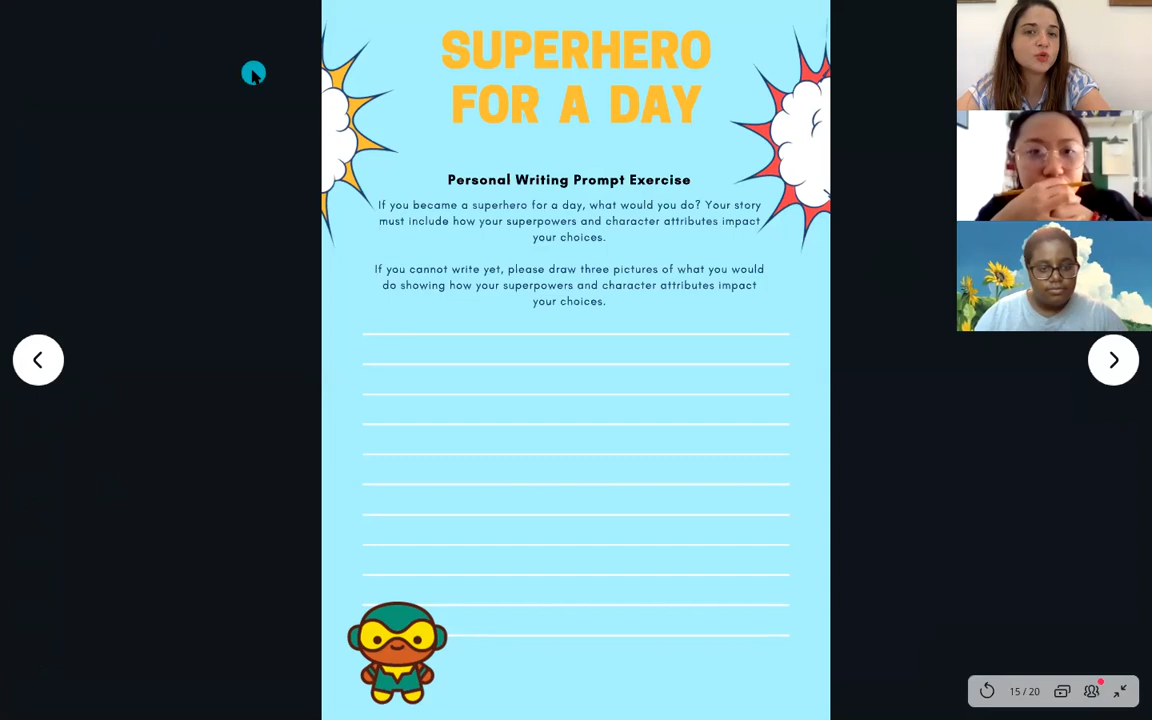 SUPERHERO
FOR A DAY
Personal Writing Prompt Exercise
If you became a superhero for a day, what would you do? Your story
must include how your superpowers and character attributes impact
your choices.
If you cannot write yet, please draw three pictures of what you would
do showing how your superpowers and character attributes impact
your choices.
15 / 20